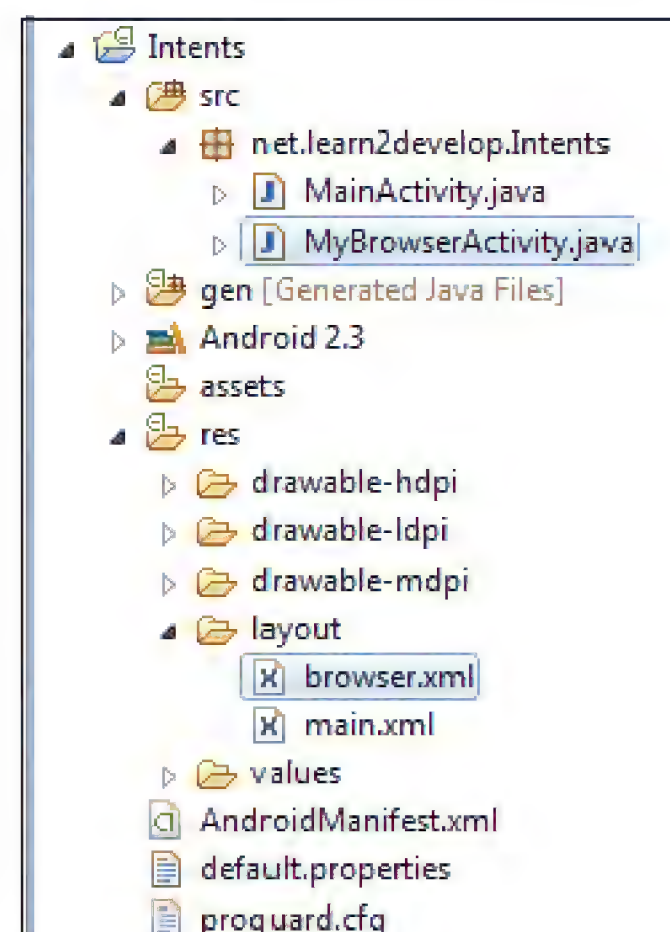 Intents
src
net.learn2develop.Intents
MainActivity.java
MyBrowserActivity.java
gen [Generated Java Files]
Android 2.3
assets
res
drawable-hdpi
drawable-ldpi
drawable-mdpi
layout
browser.xml
main.xml
values
AndroidManifest.xml
default.properties
proguard.cfg